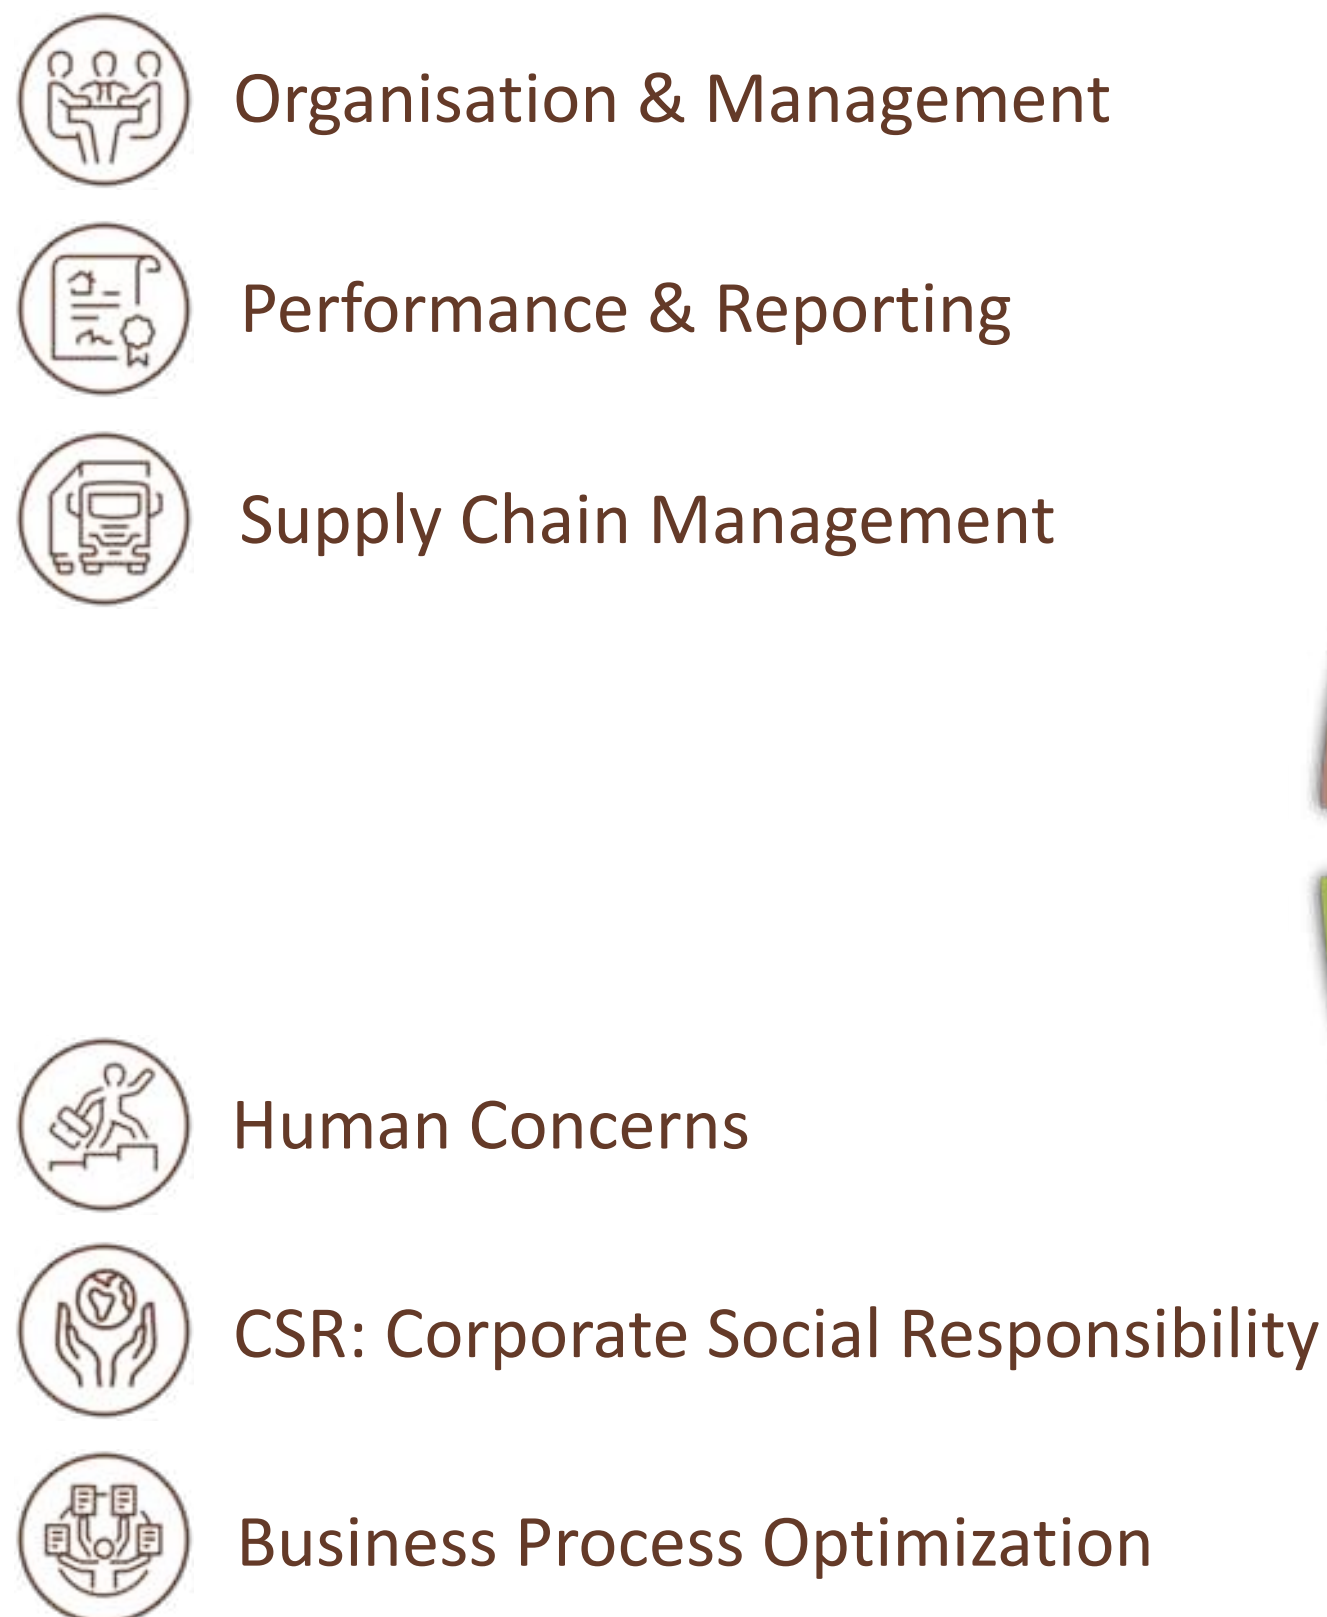 Organisation & Management
Performance & Reporting
Supply Chain Management
Human Concerns
CSR: Corporate Social Responsibility
Business Process Optimization